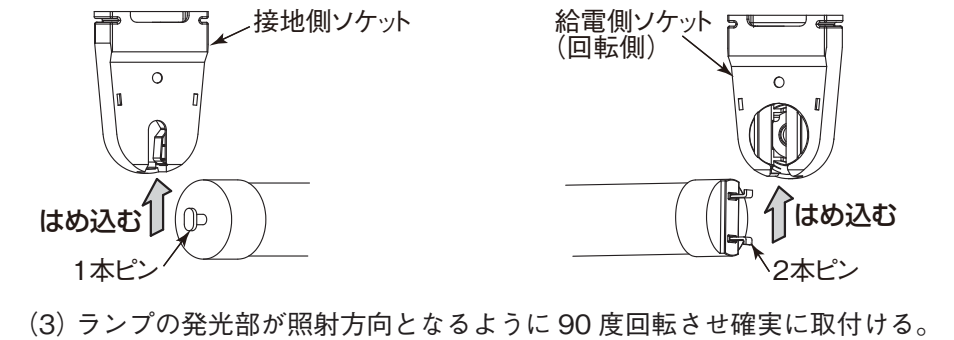 接地側ソケット
給電側ソケット
（回転側）
はめ込む
はめ込む
1本ピン
2本ピン
（3）ランプの発光部が照射方向となるように 90 度回転させ確実に取付ける。